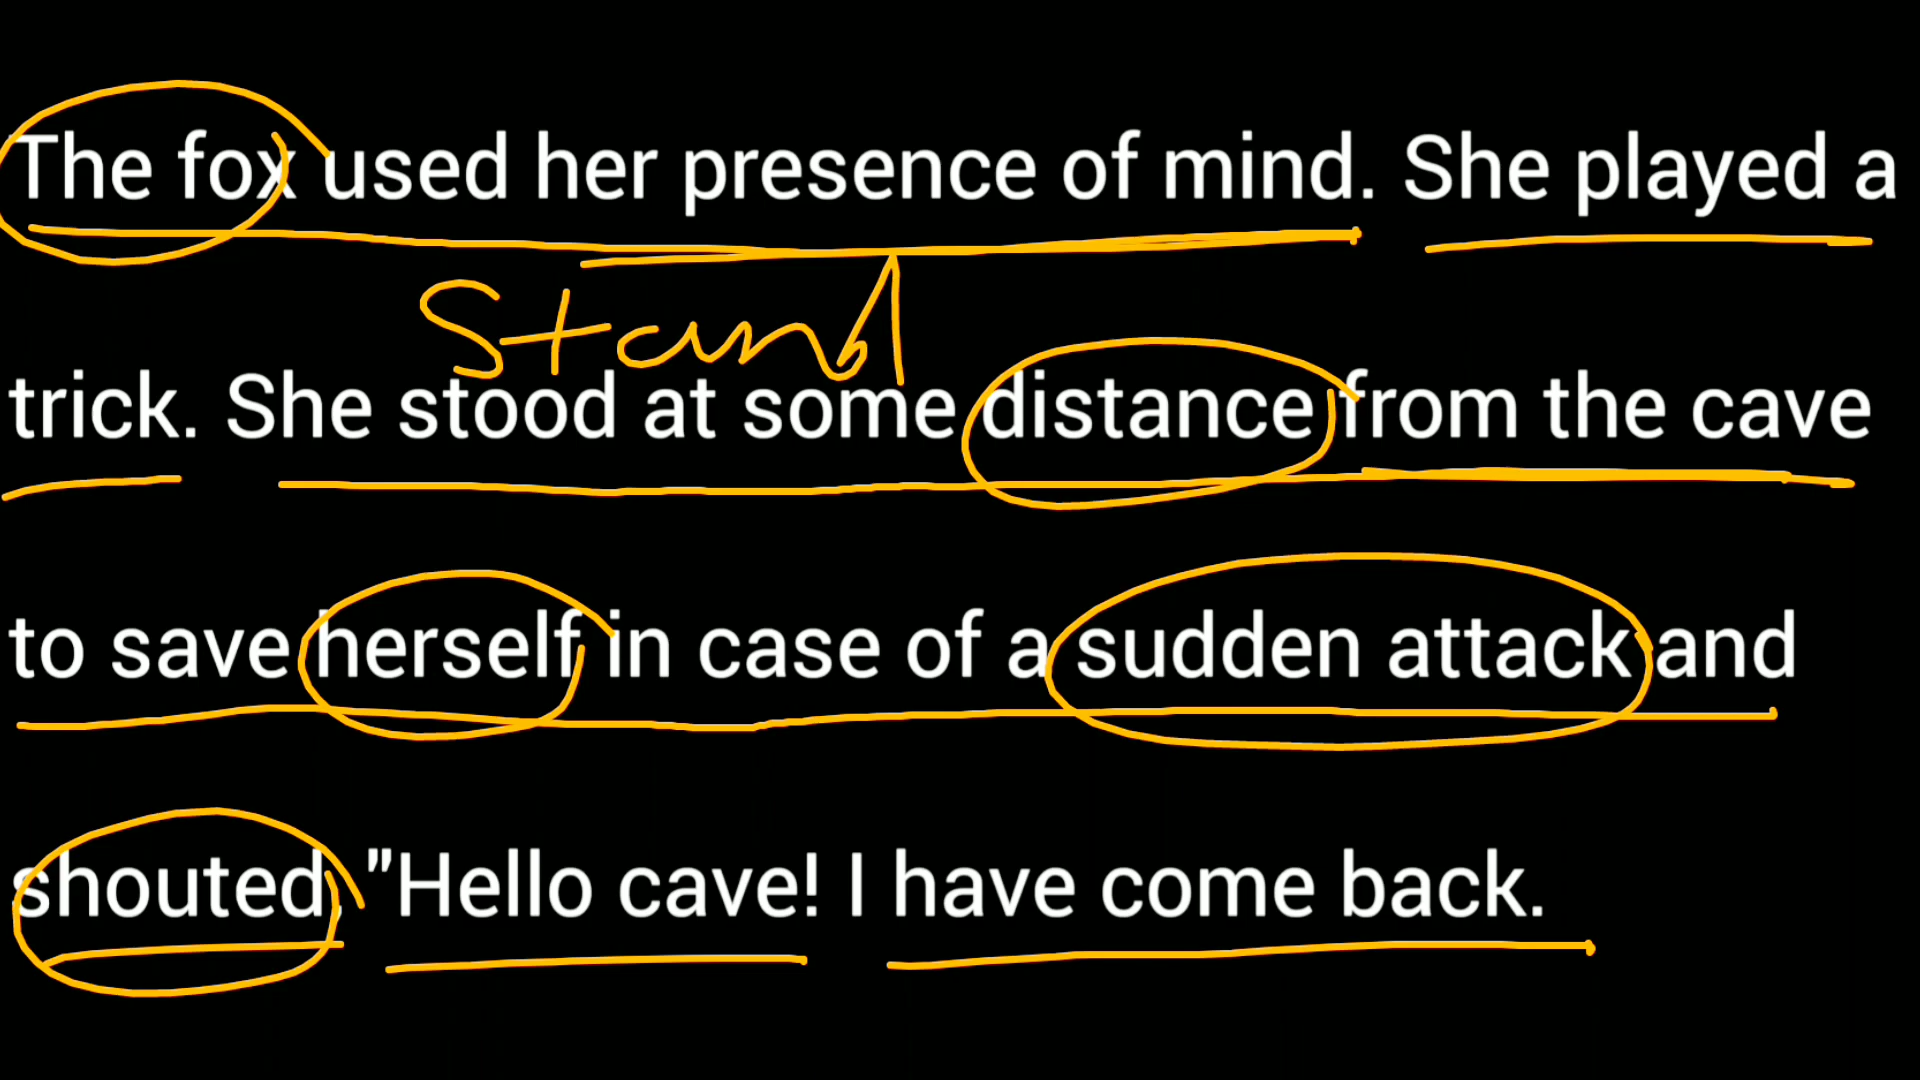 The fox used her presence of mind. She played a
Stand
trick. She stood at some distance from the cave
to save herself in case of a sudden attack and
shouted, "Hello cave! I have come back.